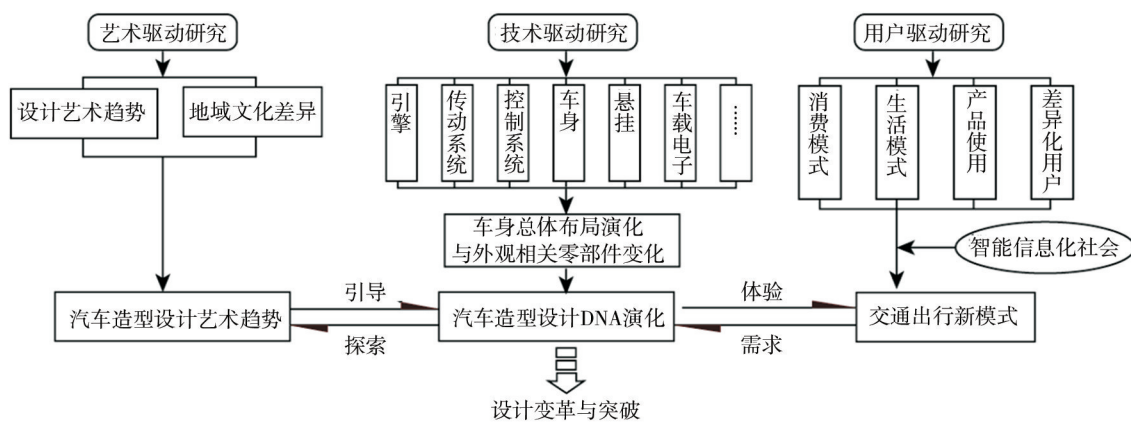 艺术驱动研究
技术驱动研究
用户驱动研究
设计艺术趋势
地域文化差异
引擎
传动系统
控制系统
车身
悬挂
车载电子
……
消费模式
生活模式
产品使用
差异化用户
车身总体布局演化
与外观相关零部件变化
智能信息化社会
汽车造型设计艺术趋势
引导
探索
汽车造型设计DNA演化
体验
需求
交通出行新模式
设计变革与突破